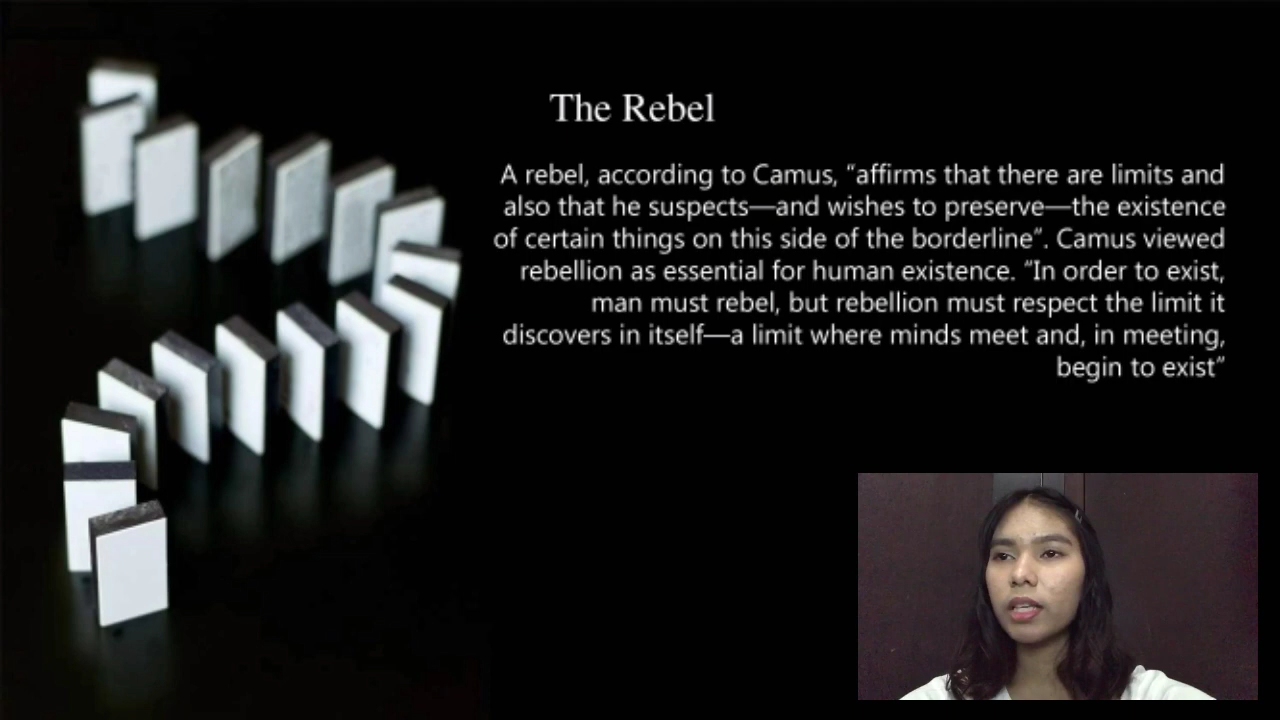 The Rebel
A rebel, according to Camus, “affirms that there are limits and
also that he suspects—and wishes to preserve—the existence
of certain things on this side of the borderline”. Camus viewed
rebellion as essential for human existence. “In order to exist,
man must rebel, but rebellion must respect the limit it
discovers in itself—a limit where minds meet and, in meeting,
begin to exist”